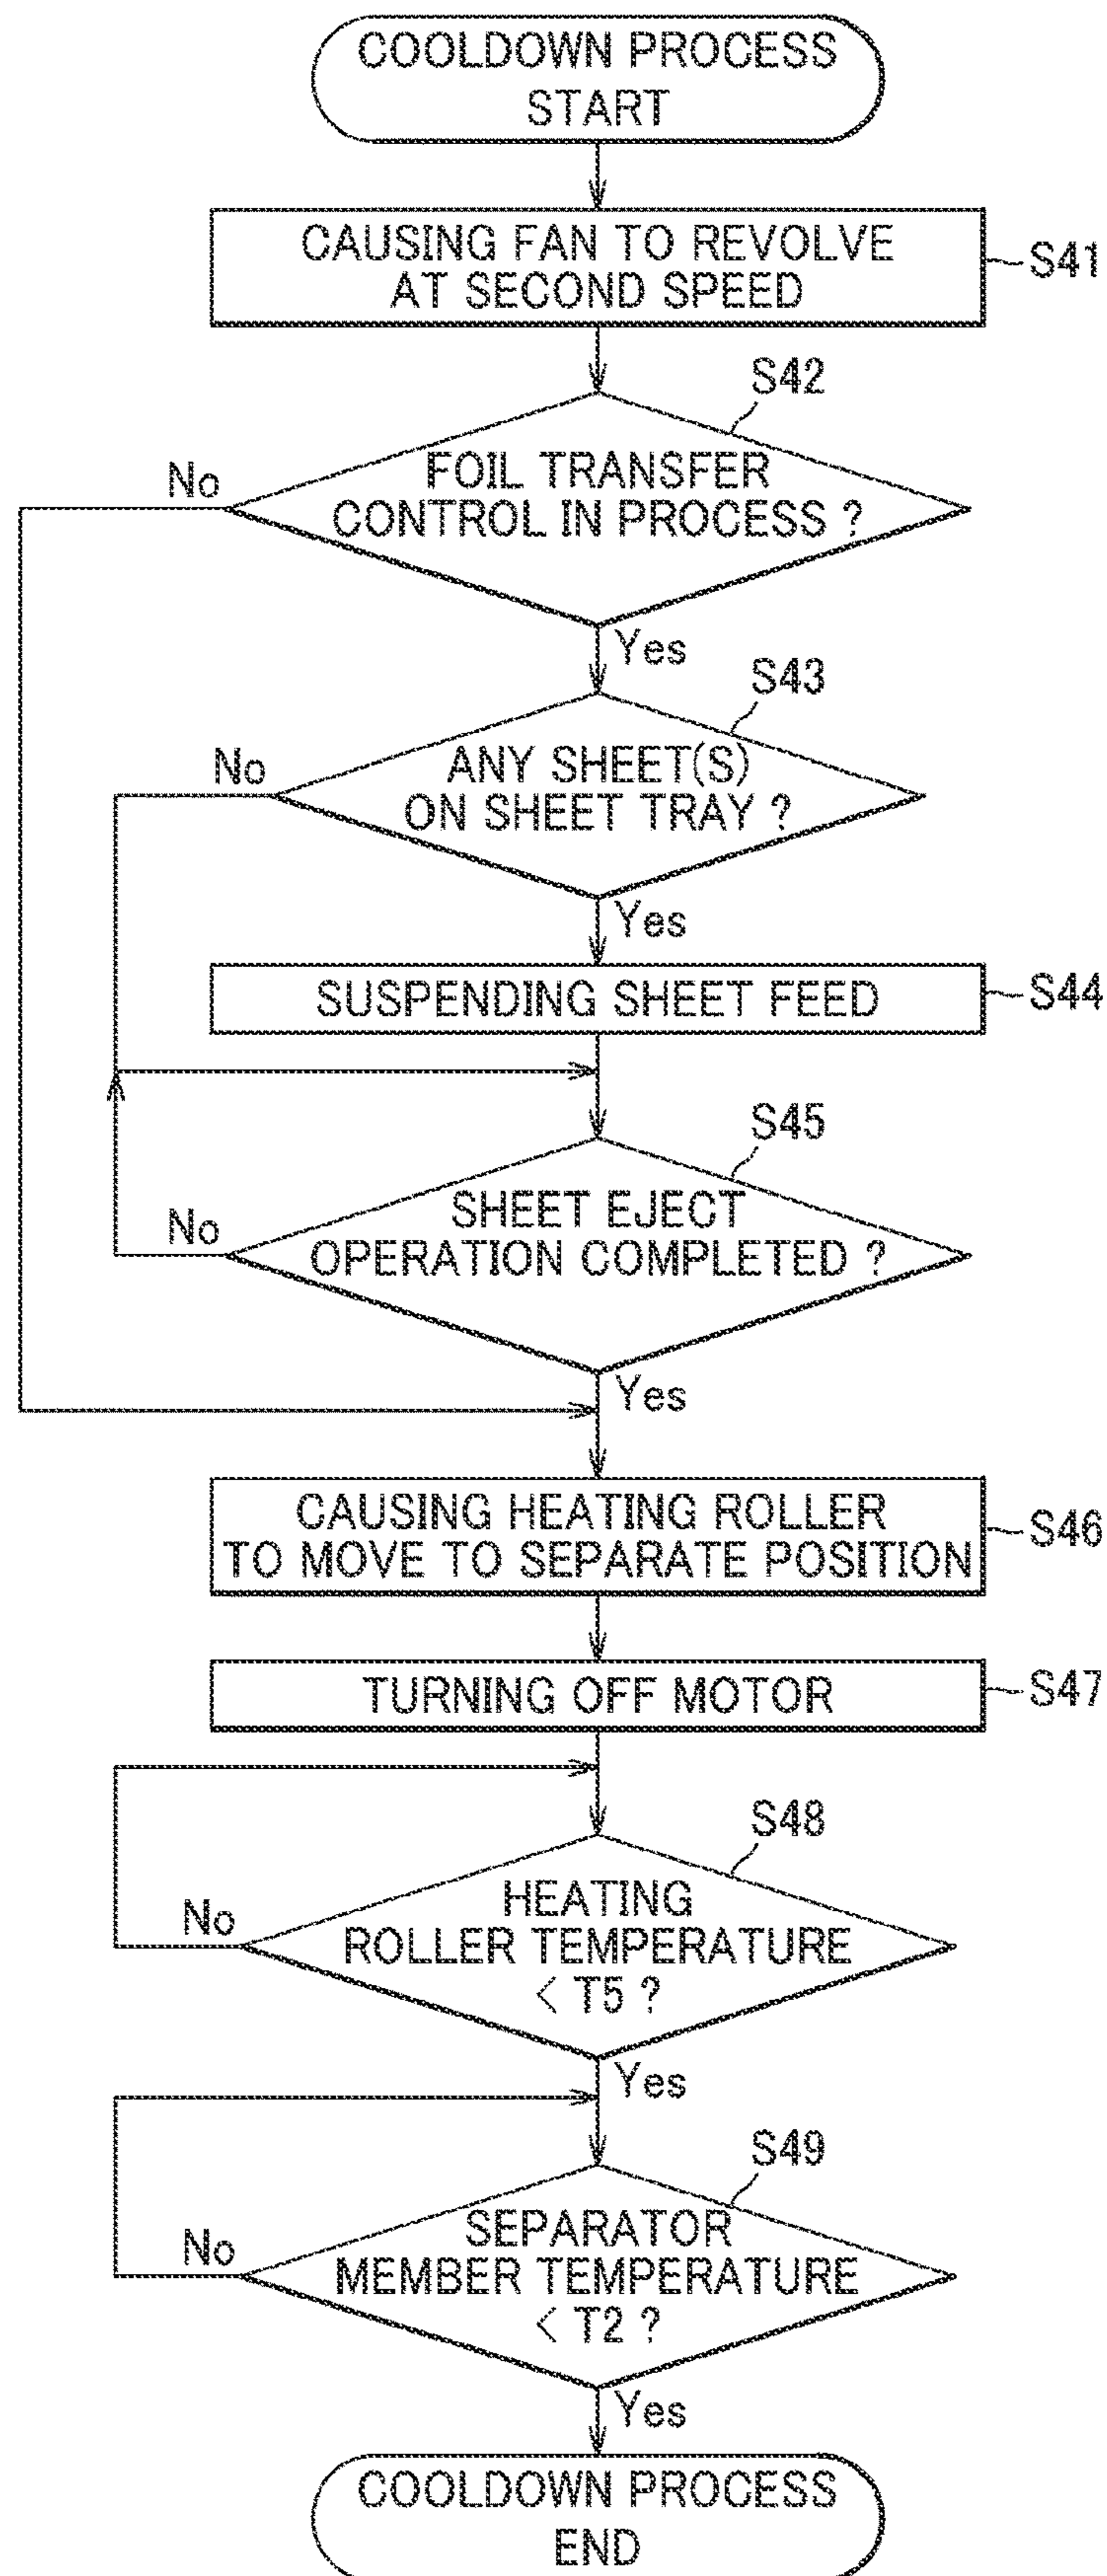 COOLDOWN PROCESS
START
CAUSING FAN TO REVOLVE
AT SECOND SPEED
S41
S42
FOIL TRANSFER
CONTROL IN PROCESS ?
No
Yes
S43
ANY SHEET(S)
ON SHEET TRAY ?
No
Yes
SUSPENDING SHEET FEED
S44
S45
SHEET EJECT
OPERATION COMPLETED ?
No
Yes
CAUSING HEATING ROLLER
TO MOVE TO SEPARATE POSITION
S46
TURNING OFF MOTOR
S47
S48
HEATING
ROLLER TEMPERATURE
< T5 ?
No
Yes
S49
SEPARATOR
MEMBER TEMPERATURE
< T2 ?
No
Yes
COOLDOWN PROCESS
END